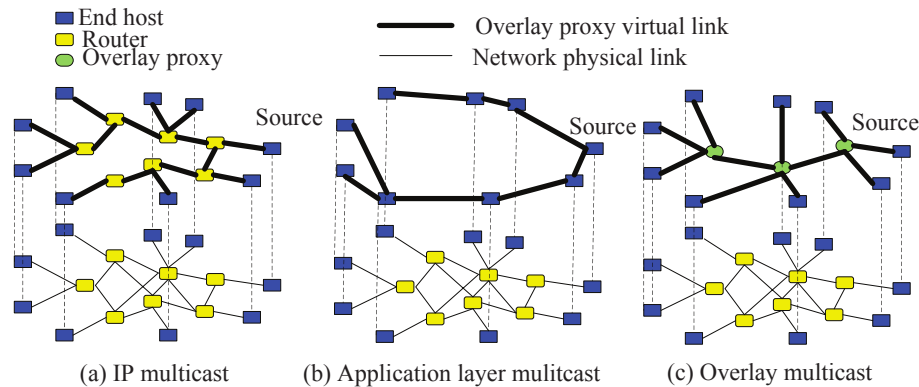 End host
Router
Overlay proxy
Overlay proxy virtual link
Network physical link
Source
Source
Source
(a) IP multicast
(b) Application layer mulitcast
(c) Overlay multicast